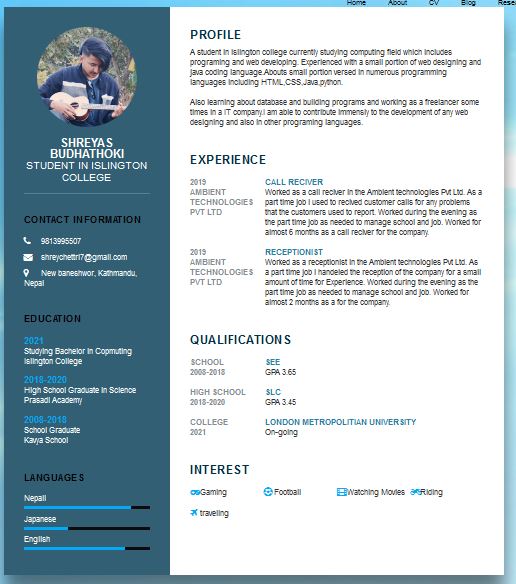 Home About CV Blog Resea
SHREYAS
BUDHATHOKI
STUDENT IN ISLINGTON
COLLEGE
CONTACT INFORMATION
9813995507
shreychettri7@gmail.com
New baneshwor, Kathmandu,
Nepal
EDUCATION
2021
Studying Bachelor in Copmuting
Islington College
2018-2020
High School Graduate in Science
Prasadi Academy
2008-2018
School Graduate
Kavya School
LANGUAGES
Nepali
Japanese
English
PROFILE
A student in Islington college currently studying computing field which includes
programing and web developing. Experienced with a small portion of web designing and
java coding language.Abouts small portion versed in numerous programming
languages including HTML,CSS,Java,python.
Also learning about database and building programs and working as a freelancer some
times in a IT company.I am able to contribute immensly to the development of any web
designing and also in other programing languages.
EXPERIENCE
2019
AMBIENT
TECHNOLOGIES
PVT LTD
CALL RECIVER
Worked as a call reciver in the Ambient technologies Pvt Ltd. As a
part time job I used to recived customer calls for any problems
that the customers used to report. Worked during the evening as
the part time job as needed to manage school and job. Worked for
almost 6 months as a call reciver for the company.
2019
AMBIENT
TECHNOLOGIES
PVT LTD
RECEPTIONIST
Worked as a receptionist in the Ambient technologies Pvt Ltd. As
a part time job I handeled the reception of the company for a small
amount of time for Experience. Worked during the evening as the
part time job as needed to manage school and job. Worked for
almost 2 months as a for the company.
QUALIFICATIONS
SCHOOL
2008-2018
SEE
GPA 3.65
HIGH SCHOOL
2018-2020
SLC
GPA 3.45
COLLEGE
2021
LONDON METROPOLITIAN UNIVERSITY
On-going
INTEREST
Gaming Football Watching Movies Riding
traveling